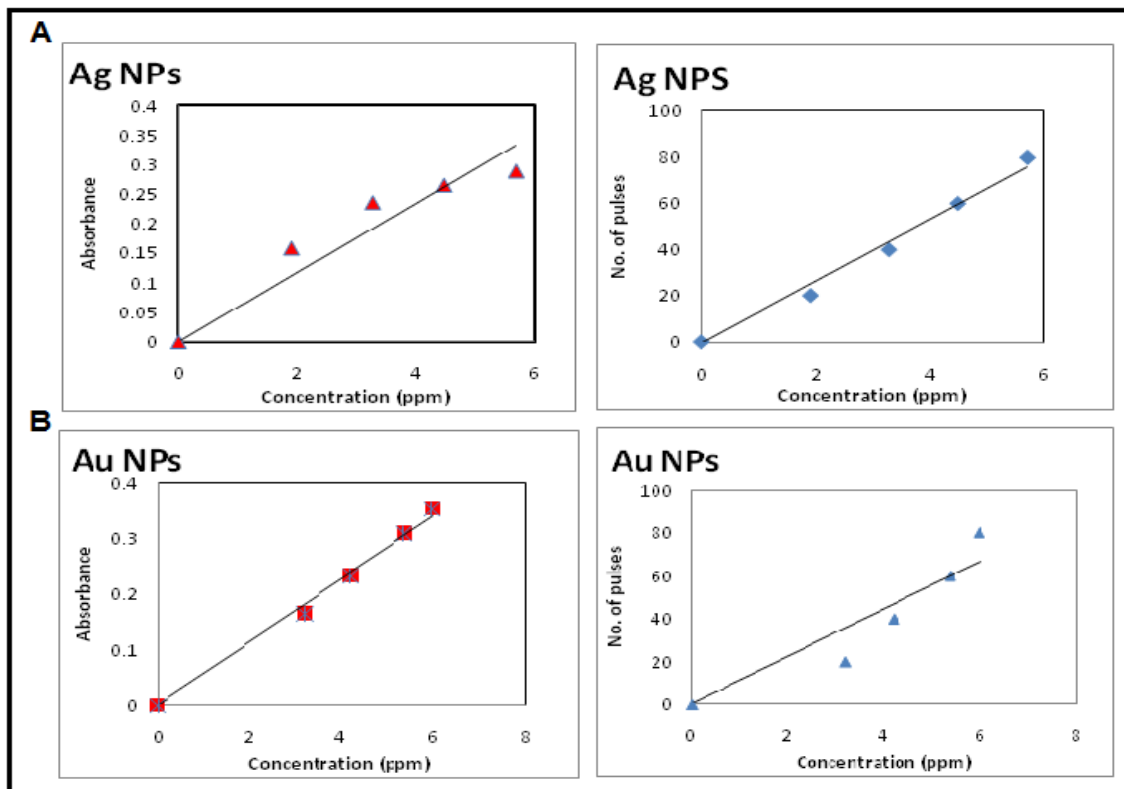 A
Ag NPs
0.4
0.35
0.3
0.25
0.2
0.15
0.1
0.05
0
Absorbance
0 2 4 6
Concentration (ppm)
Ag NPS
100
80
60
40
20
0
No. of pulses
0 2 4 6
Concentration (ppm)
B
Au NPs
0.4
0.3
0.2
0.1
0
Absorbance
0 2 4 6 8
Concentration (ppm)
Au NPs
100
80
60
40
20
0
No. of pulses
0 2 4 6 8
Concentration (ppm)